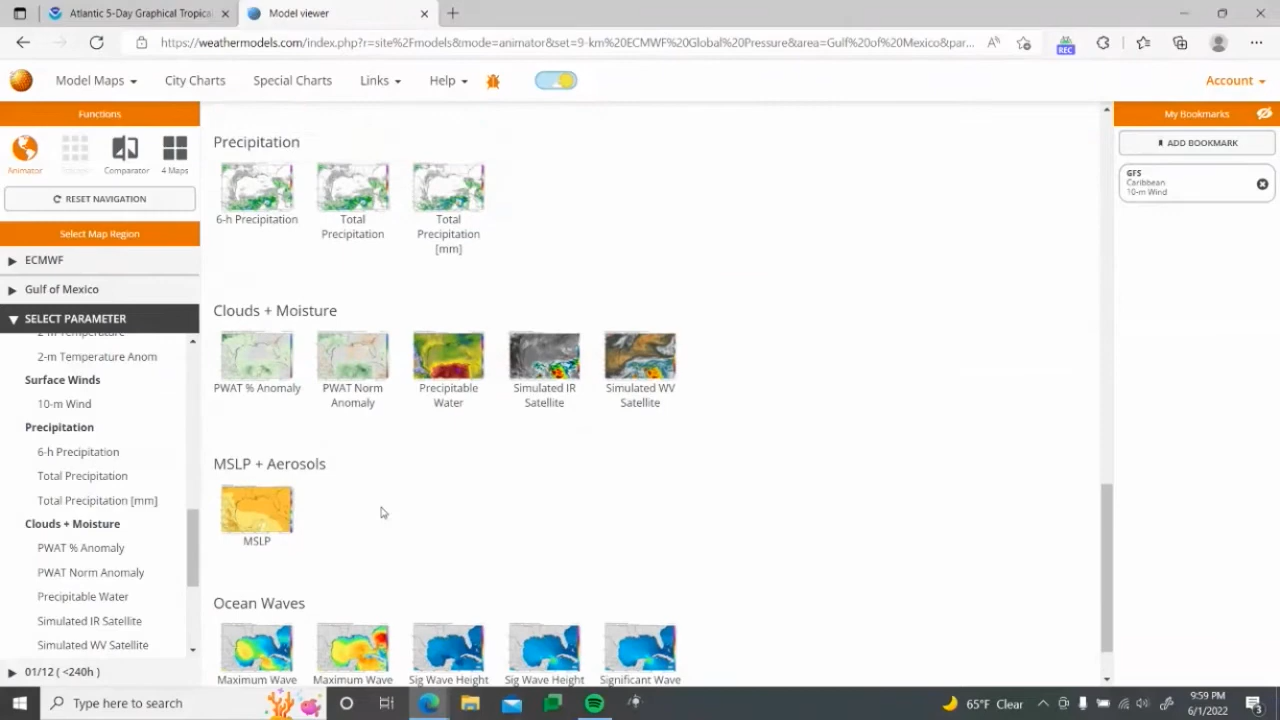 Atlantic 5-Day Graphical Tropical
Model viewer
https://weathermodels.com/index.php?r=site%2Fmodels&mode=animator&set=9-km%20ECMWF%20Global%20Pressure&area=Gulf%20of%20Mexico&par...
REC
Model Maps
City Charts
Special Charts
Links
Help
Account
Functions
Animator
Comparator
4 Maps
RESET NAVIGATION
Select Map Region
ECMWF
Gulf of Mexico
SELECT PARAMETER
2-m Temperature
2-m Temperature Anom
Surface Winds
10-m Wind
Precipitation
6-h Precipitation
Total Precipitation
Total Precipitation [mm]
Clouds + Moisture
PWAT % Anomaly
PWAT Norm Anomaly
Precipitable Water
Simulated IR Satellite
Simulated WV Satellite
01/12 ( <240h )
Precipitation
6-h Precipitation
Total
Precipitation
Total
Precipitation
[mm]
Clouds + Moisture
PWAT % Anomaly
PWAT Norm
Anomaly
Precipitable
Water
Simulated IR
Satellite
Simulated WV
Satellite
MSLP + Aerosols
MSLP
Ocean Waves
Maximum Wave
Maximum Wave
Sig Wave Height
Sig Wave Height
Significant Wave
My Bookmarks
ADD BOOKMARK
GFS
Caribbean
10-m Wind
Type here to search
65°F Clear
9:59 PM
6/1/2022
3